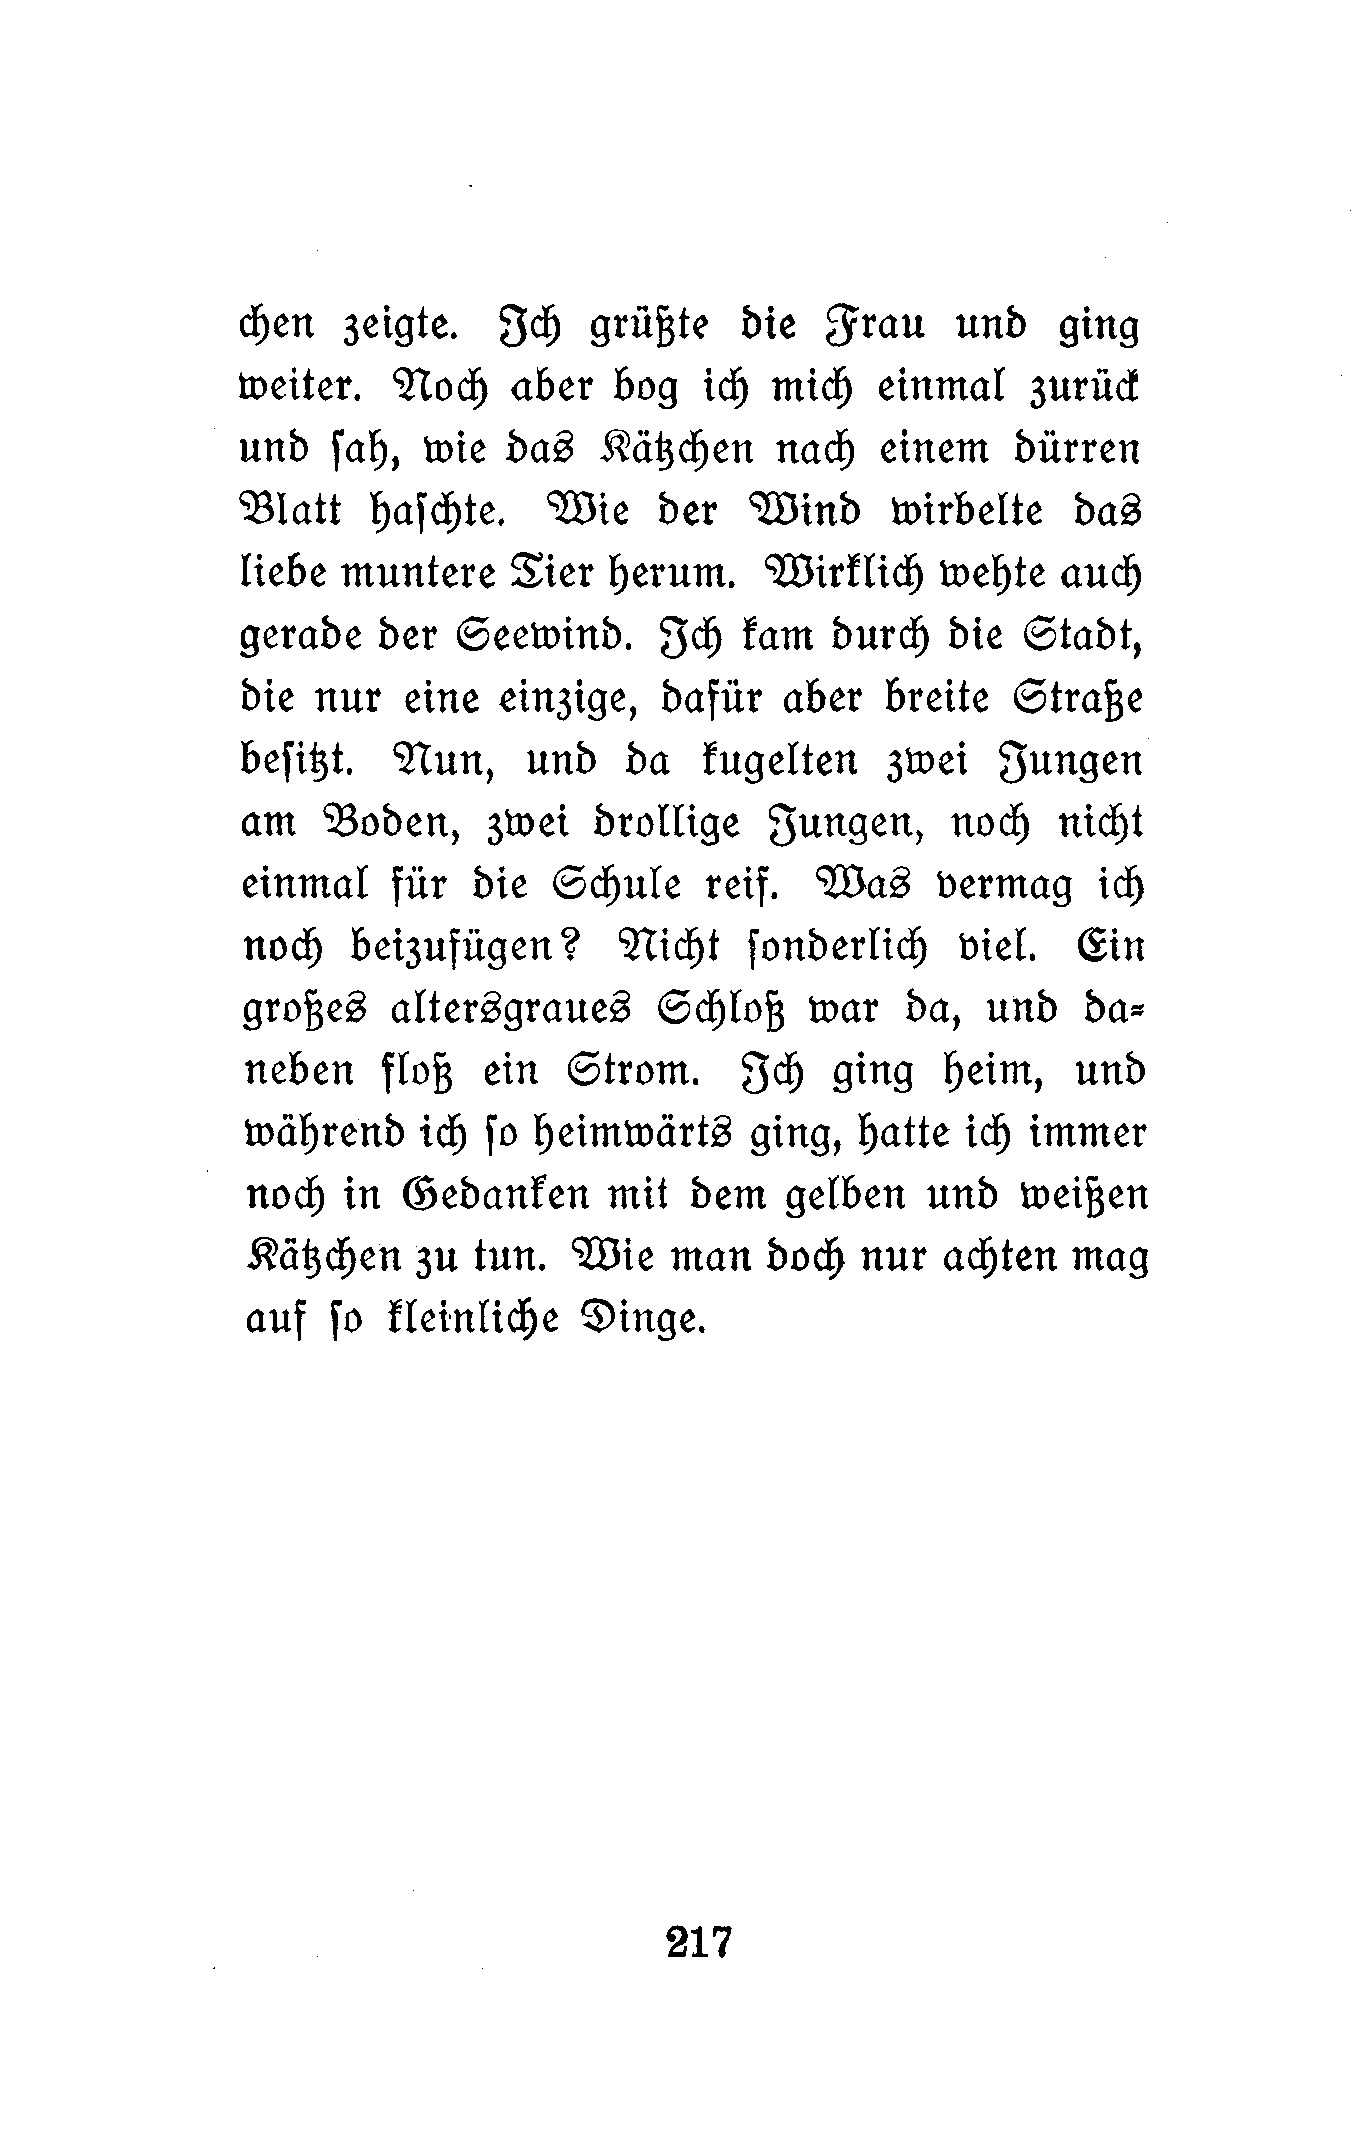 chen zeigte. Ich grüßte die Frau und ging
weiter. Noch aber bog ich mich einmal zurück
und sah, wie das Kätzchen nach einem dürren
Blatt haschte. Wie der Wind wirbelte das
liebe muntere Tier herum. Wirklich wehte auch
gerade der Seewind. Ich kam durch die Stadt,
die nur eine einzige, dafür aber breite Straße
besitzt. Nun, und da kugelten zwei Jungen
am Boden, zwei drollige Jungen, noch nicht
einmal für die Schule reif. Was vermag ich
noch beizufügen? Nicht sonderlich viel. Ein
großes altersgraues Schloß war da, und da-
neben floß ein Strom. Ich ging heim, und
während ich so heimwärts ging, hatte ich immer
noch in Gedanken mit dem gelben und weißen
Kätzchen zu tun. Wie man doch nur achten mag
auf so kleinliche Dinge.
217